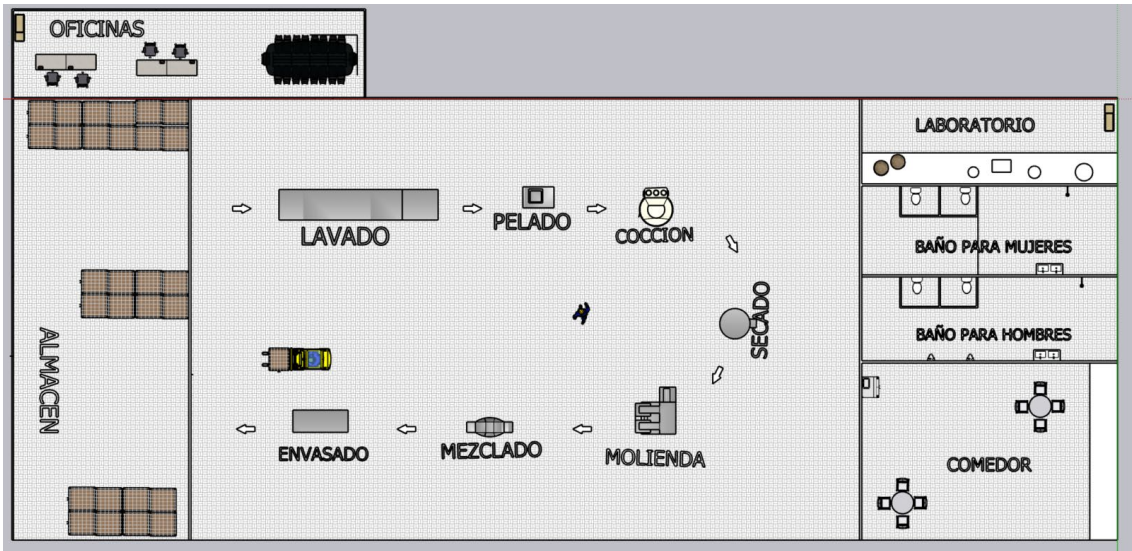 OFICINAS
LABORATORIO
LAVADO
PELADO
COCCION
BAÑO PARA MUJERES
SECADO
BAÑO PARA HOMBRES
ALMACEN
ENVASADO
MEZCLADO
MOLIENDA
COMEDOR